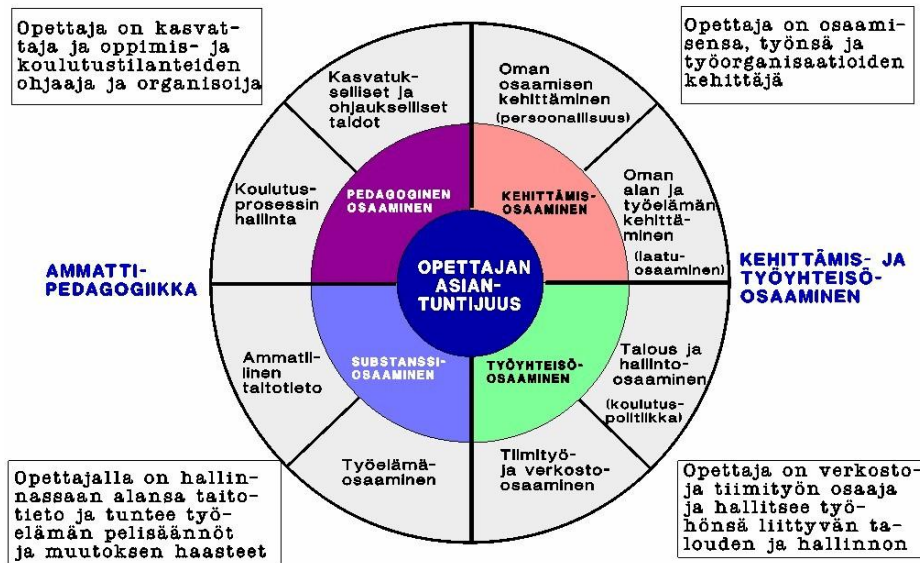 Opettaja on kasvat-
taja ja oppimis- ja
koulutustilanteiden
ohjaaja ja organisoija
Opettaja on osaami-
sensa, työnsä ja
työorganisaatioiden
kehittäjä
Kasvatuk-
selliset ja
ohjaukselliset
taidot
Oman
osaamisen
kehittäminen
(persoonallisuus)
Koulutus-
prosessin
hallinta
PEDAGOGINEN
OSAAMINEN
KEHITTÄMIS-
OSAAMINEN
Oman
alan ja
työelämän
kehittä-
minen
(laatu-
osaaminen)
AMMATTI-
PEDAGOGIIKKA
OPETTAJAN
ASIAN-
TUNTIJUUS
KEHITTÄMIS- JA
TYÖYHTEISÖ-
OSAAMINEN
Ammatil-
linen
taitotieto
SUBSTANSSI-
OSAAMINEN
TYÖYHTEISÖ-
OSAAMINEN
Talous ja
hallinto-
osaaminen
(koulutus-
politiikka)
Työelämä-
osaaminen
Tiimityö-
ja verkosto-
osaaminen
Opettajalla on hallin-
nassaan alansa taito-
tieto ja tuntee työ-
elämän pelisäännöt
ja muutoksen haasteet
Opettaja on verkosto-
ja tiimityön osaaja
ja hallitsee työ-
hönsä liittyvän ta-
louden ja hallinnon